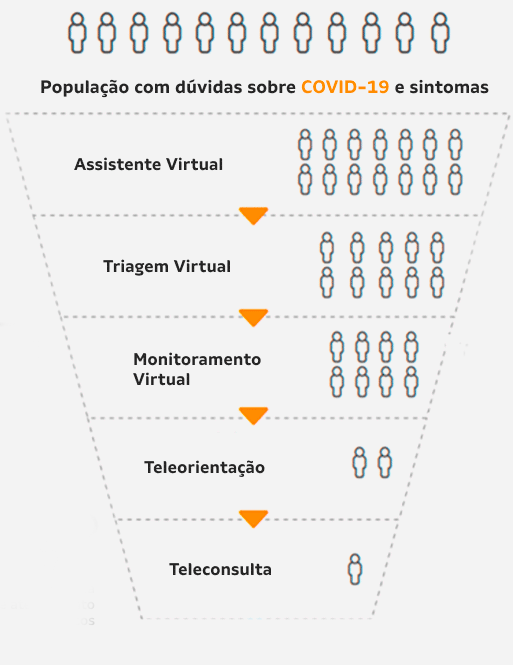 População com dúvidas sobre COVID-19 e sintomas
Assistente Virtual
Triagem Virtual
Monitoramento
Virtual
Teleorientação
Teleconsulta